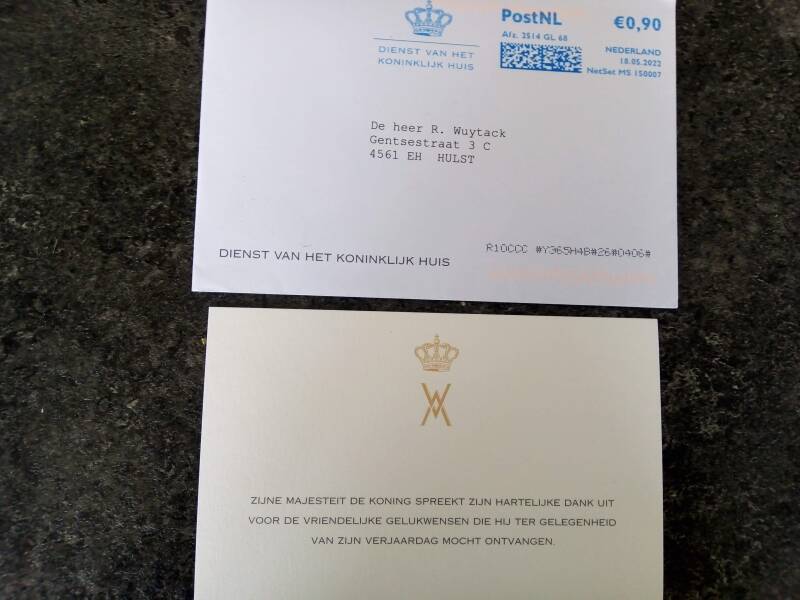 PostNL
€0,90
Afz. 2514 GL 68
DIENST VAN HET
KONINKLIJK HUIS
NEDERLAND
18.05.2022
NetSet MS 150007
De heer R. Wuytack
Gentsestraat 3 C
4561 EH HULST
DIENST VAN HET KONINKLIJK HUIS
R10CCC #Y365H4B#26#0406#
ZIJNE MAJESTEIT DE KONING SPREEKT ZIJN HARTELIJKE DANK UIT
VOOR DE VRIENDELIJKE GELUKWENSEN DIE HIJ TER GELEGENHEID
VAN ZIJN VERJAARDAG MOCHT ONTVANGEN.